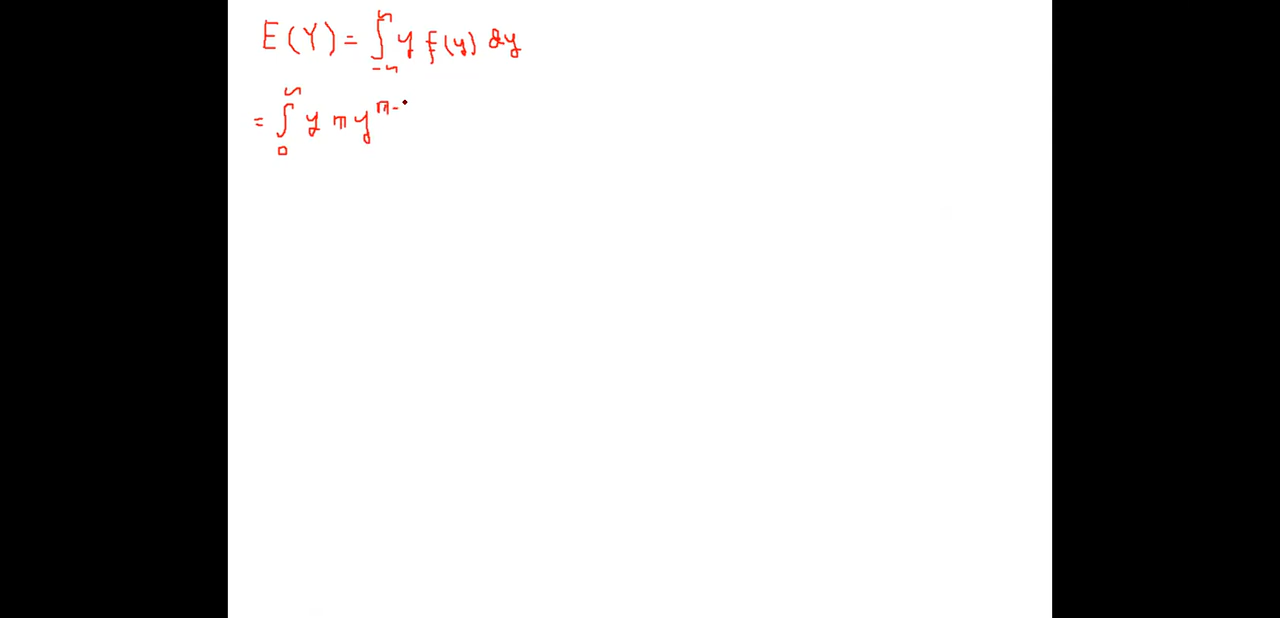 E(Y) = ∫_{-∞}^{∞} y f(y) dy
= ∫_{0}^{∞} y m y^{m-